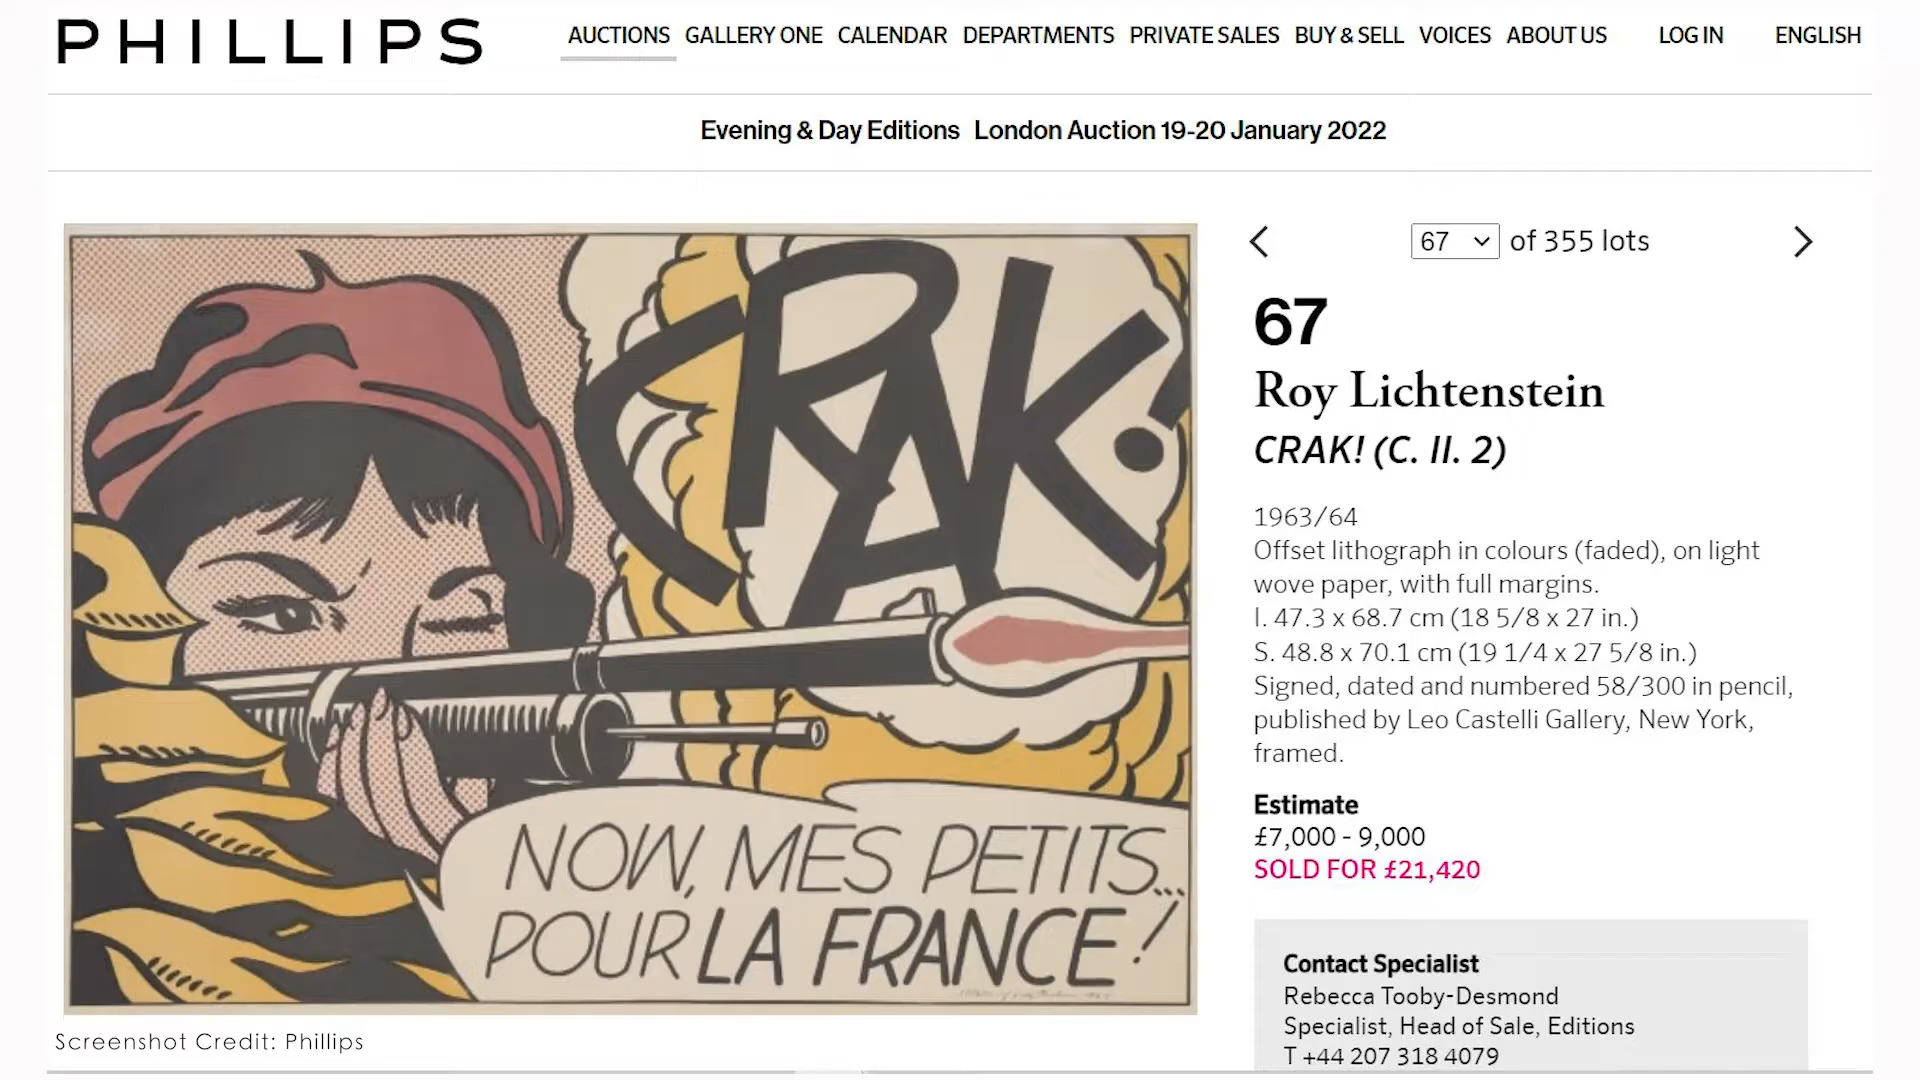 PHILLIPS
AUCTIONS GALLERY ONE CALENDAR DEPARTMENTS PRIVATE SALES BUY & SELL VOICES ABOUT US LOG IN ENGLISH
Evening & Day Editions London Auction 19-20 January 2022
CRAK!
NOW, MES PETITS...
POUR LA FRANCE!
67 of 355 lots
67
Roy Lichtenstein
CRAK! (C. II. 2)
1963/64
Offset lithograph in colours (faded), on light
wove paper, with full margins.
I. 47.3 x 68.7 cm (18 5/8 x 27 in.)
S. 48.8 x 70.1 cm (19 1/4 x 27 5/8 in.)
Signed, dated and numbered 58/300 in pencil,
published by Leo Castelli Gallery, New York,
framed.
Estimate
£7,000 - 9,000
SOLD FOR £21,420
Contact Specialist
Rebecca Tooby-Desmond
Specialist, Head of Sale, Editions
T +44 207 318 4079
Screenshot Credit: Phillips